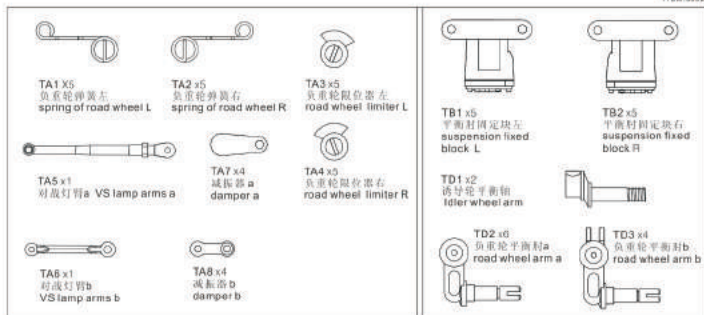 TA1 X5
负重轮弹簧左
spring of road wheel L
TA2 x5
负重轮弹簧右
spring of road wheel R
TA3 x5
负重轮限位器左
road wheel limiter L
TA5 x1
对战灯臂a VS lamp arms a
TA7 x4
减振器a
damper a
TA4 x5
负重轮限位器右
road wheel limiter R
TA6 x1
对战灯臂b
VS lamp arms b
TA8 x4
减振器b
damper b
TB1 x5
平衡肘固定块左
suspension fixed
block L
TB2 x5
平衡肘固定块右
suspension fixed
block R
TD1 x2
诱导轮平衡轴
Idler wheel arm
TD2 x6
负重轮平衡肘a
road wheel arm a
TD3 x4
负重轮平衡肘b
road wheel arm b